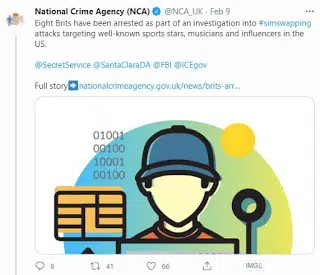 National Crime Agency (NCA) @NCA_UK · Feb 9
Eight Brits have been arrested as part of an investigation into #simswapping
attacks targeting well-known sports stars, musicians and influencers in the
US.
@SecretService @SantaClaraDA @FBI @ICEgov
Full story➡nationalcrimeagency.gov.uk/news/brits-arr...
01001
00100
10001
00100
8 41 66 IMGs